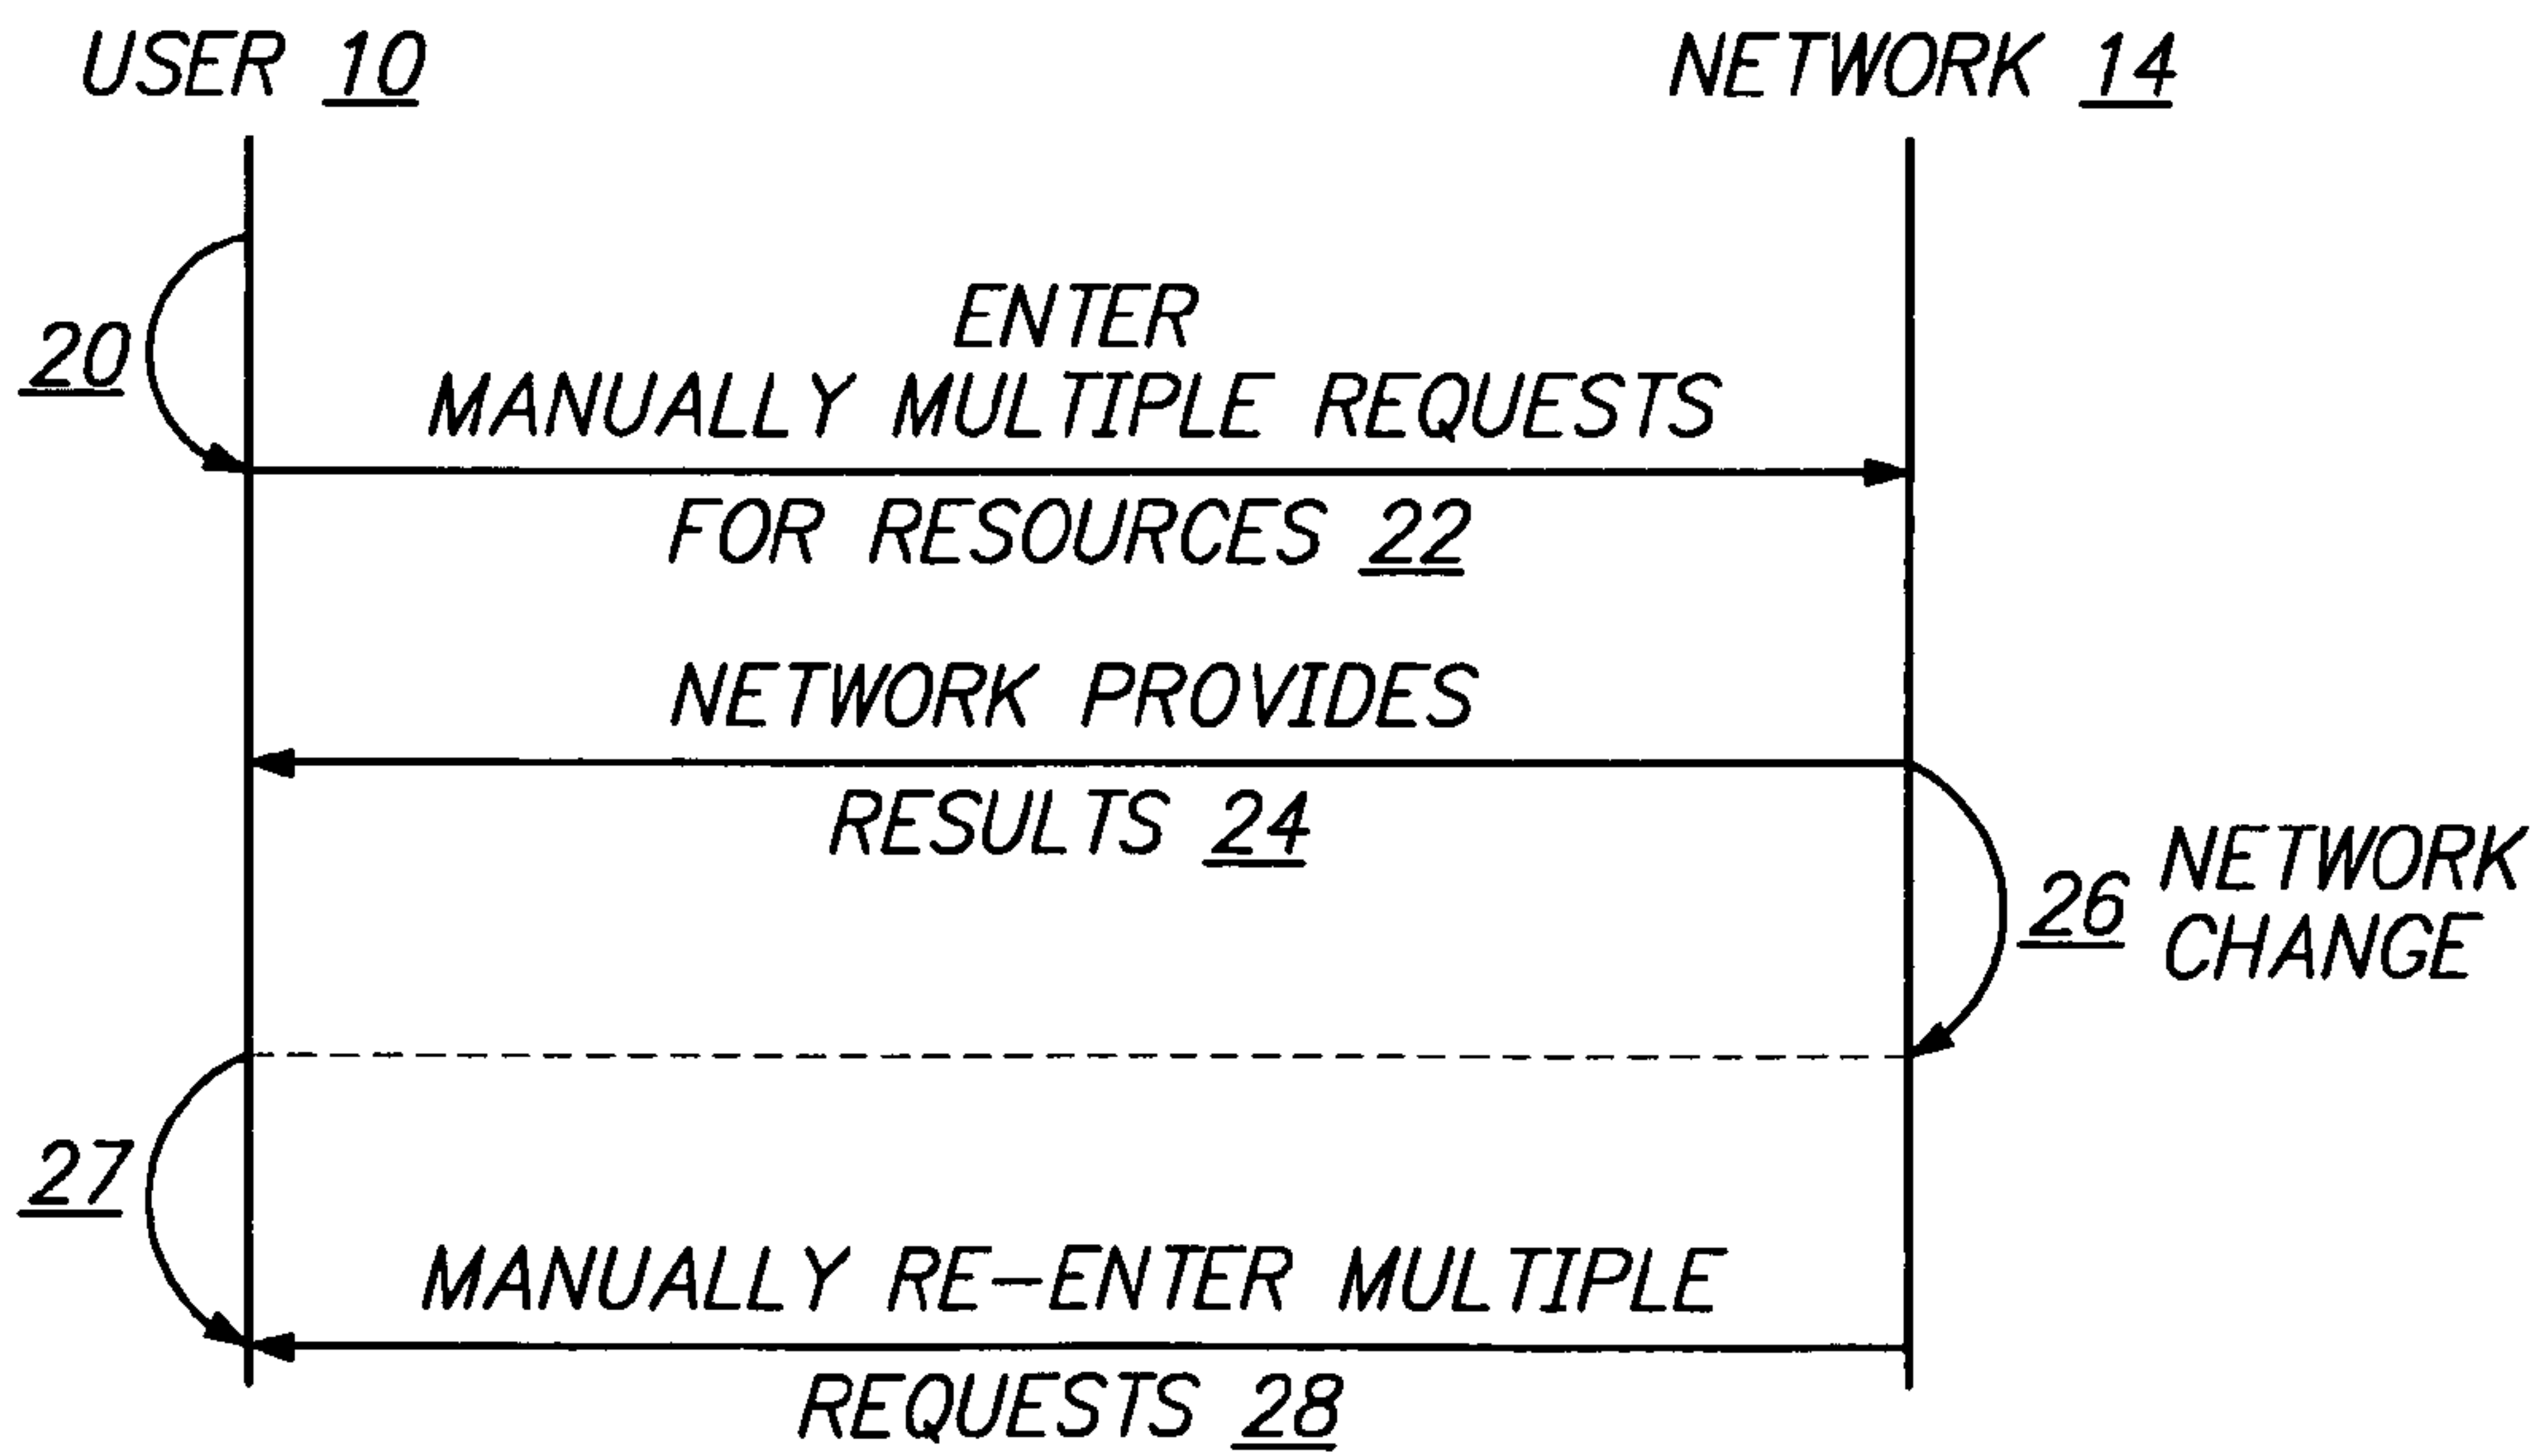 USER 10
NETWORK 14
20
ENTER
MANUALLY MULTIPLE REQUESTS
FOR RESOURCES 22
NETWORK PROVIDES
RESULTS 24
26
NETWORK
CHANGE
27
MANUALLY RE-ENTER MULTIPLE
REQUESTS 28